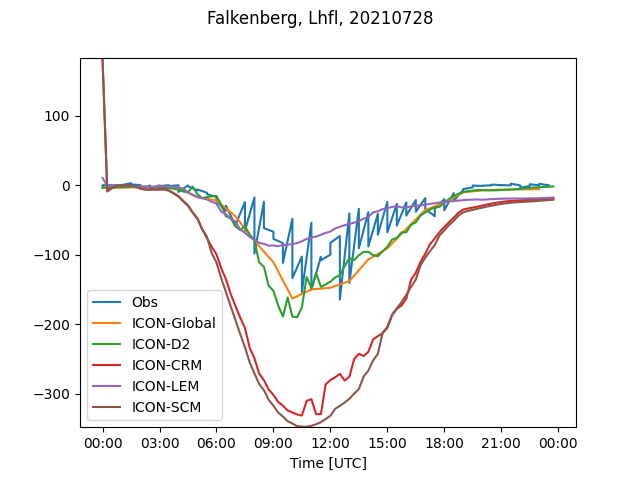 Falkenberg, Lhfl, 20210728
100
0
−100
−200
−300
Obs
ICON-Global
ICON-D2
ICON-CRM
ICON-LEM
ICON-SCM
00:00 03:00 06:00 09:00 12:00 15:00 18:00 21:00 00:00
Time [UTC]